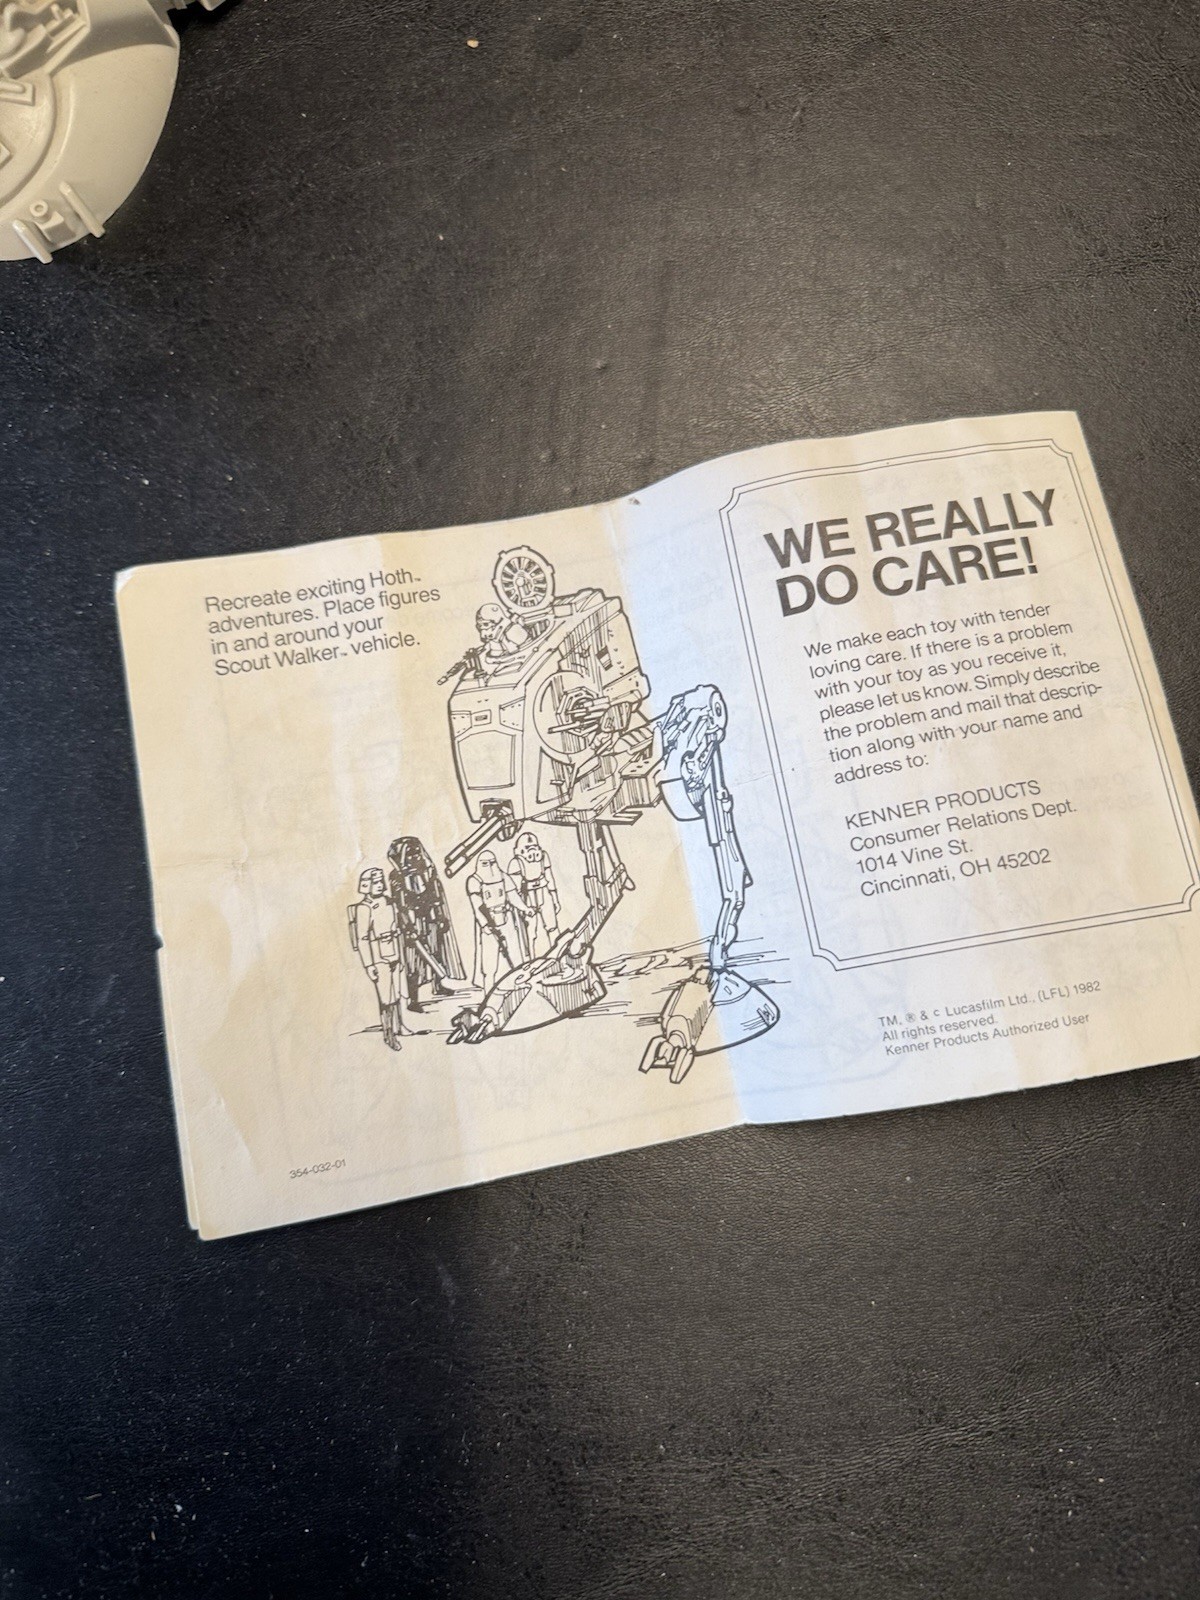 Recreate exciting Hoth™
adventures. Place figures
in and around your
Scout Walker™ vehicle.
354-032-01
WE REALLY
DO CARE!
We make each toy with tender
loving care. If there is a problem
with your toy as you receive it,
please let us know. Simply describe
the problem and mail that descrip-
tion along with your name and
address to:
KENNER PRODUCTS
Consumer Relations Dept.
1014 Vine St.
Cincinnati, OH 45202
TM, ® & c Lucasfilm Ltd., (LFL) 1982
All rights reserved.
Kenner Products Authorized User